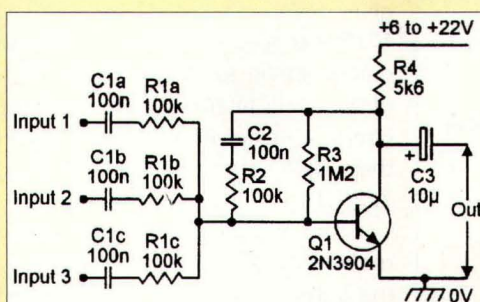 +6 to +22V
R4
5k6
C1a
100n
R1a
100k
Input 1
C2
100n
R3
1M2
C1b
100n
R1b
100k
Input 2
R2
100k
+
C3
10µ
Out
C1c
100n
R1c
100k
Input 3
Q1
2N3904
0V